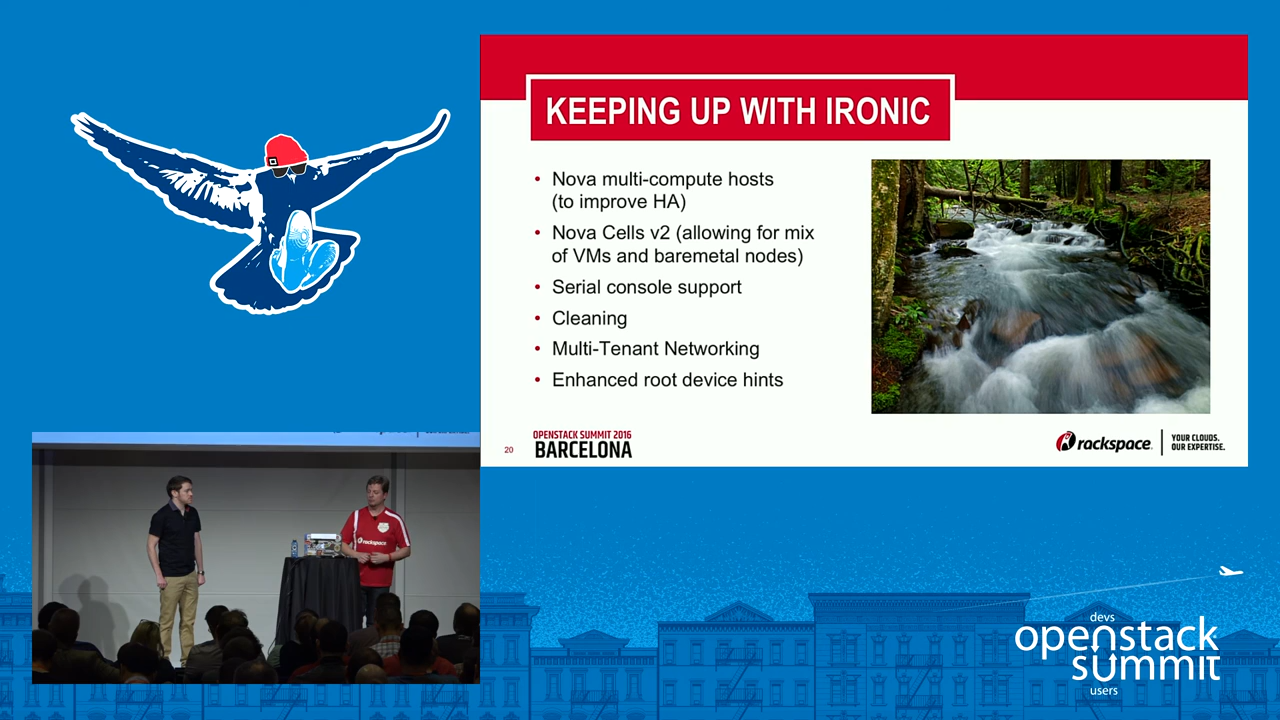 KEEPING UP WITH IRONIC
• Nova multi-compute hosts
(to improve HA)
• Nova Cells v2 (allowing for mix
of VMs and baremetal nodes)
• Serial console support
• Cleaning
• Multi-Tenant Networking
• Enhanced root device hints
20
OPENSTACK SUMMIT 2016
BARCELONA
rackspace.
YOUR CLOUDS.
OUR EXPERTISE.
rackspace
devs
openstack
summit
users